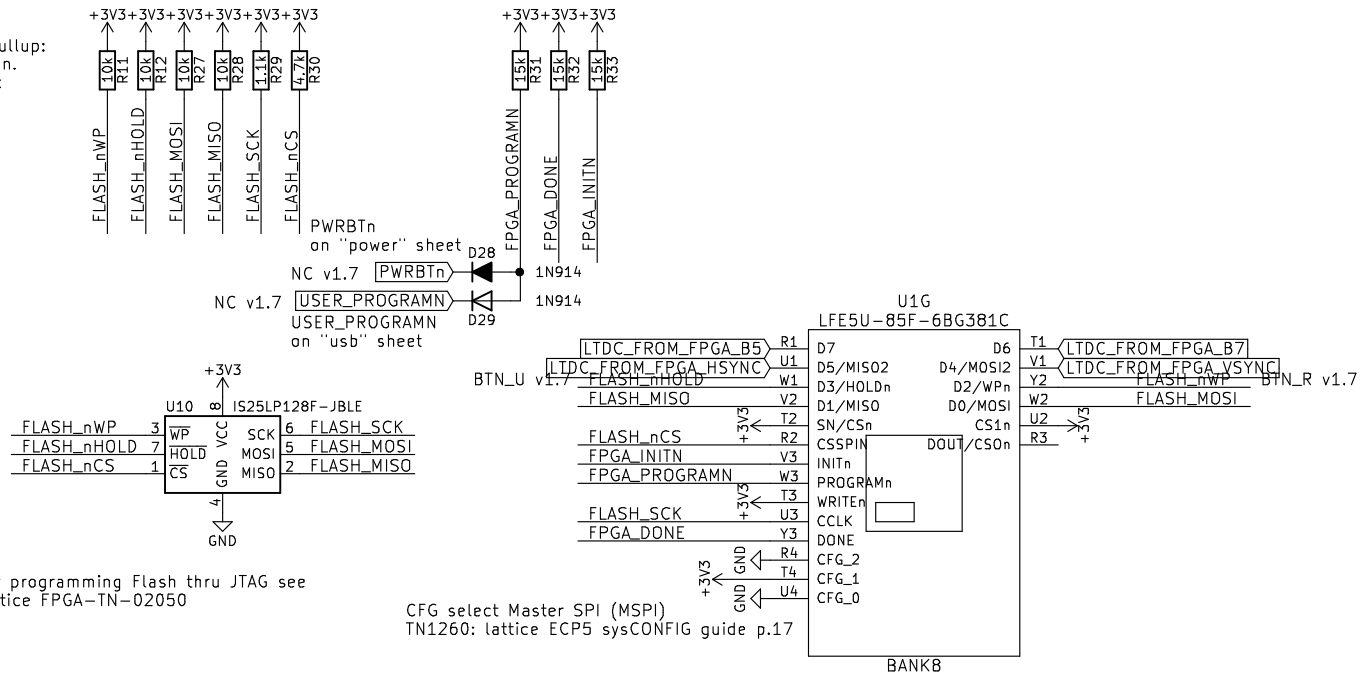 +3V3 +3V3 +3V3 +3V3 +3V3 +3V3 +3V3 +3V3 +3V3
ullup:
n.
10k R11
10k R12
10k R27
10k R28
1.1k R29
4.7k R30
15k R31
15k R32
15k R33
FLASH_nWP
FLASH_nHOLD
FLASH_MOSI
FLASH_MISO
FLASH_SCK
FLASH_nCS
FPGA_PROGRAMN
FPGA_DONE
FPGA_INITN
PWRBTn
on "power" sheet
D28
NC v1.7 PWRBTn 1N914
NC v1.7 USER_PROGRAMN 1N914
D29
USER_PROGRAMN
on "usb" sheet
+3V3
U10 8 IS25LP128F-JBLE
VCC
FLASH_nWP 3 WP SCK 6 FLASH_SCK
FLASH_nHOLD 7 HOLD MOSI 5 FLASH_MOSI
FLASH_nCS 1 CS MISO 2 FLASH_MISO
GND
4
GND
programming Flash thru JTAG see
tice FPGA-TN-02050
CFG select Master SPI (MSPI)
TN1260: lattice ECP5 sysCONFIG guide p.17
U1G
LFE5U-85F-6BG381C
LTDC_FROM_FPGA_B5 R1 D7 D6 T1 LTDC_FROM_FPGA_B7
LTDC_FROM_FPGA_HSYNC U1 D5/MISO2 D4/MOSI2 V1 LTDC_FROM_FPGA_VSYNC
BTN_U v1.7 FLASH_nHOLD W1 D3/HOLDn D2/WPn Y2 FLASH_nWP BTN_R v1.7
FLASH_MISO V2 D1/MISO D0/MOSI W2 FLASH_MOSI
+3V3 T2 SN/CSn CS1n U2 +3V3
FLASH_nCS R2 CSSPIN DOUT/CSOn R3
FPGA_INITN V3 INITn
FPGA_PROGRAMN W3 PROGRAMn
+3V3 T3 WRITEn
FLASH_SCK U3 CCLK
FPGA_DONE Y3 DONE
GND R4 CFG_2
+3V3 T4 CFG_1
GND U4 CFG_0
BANK8